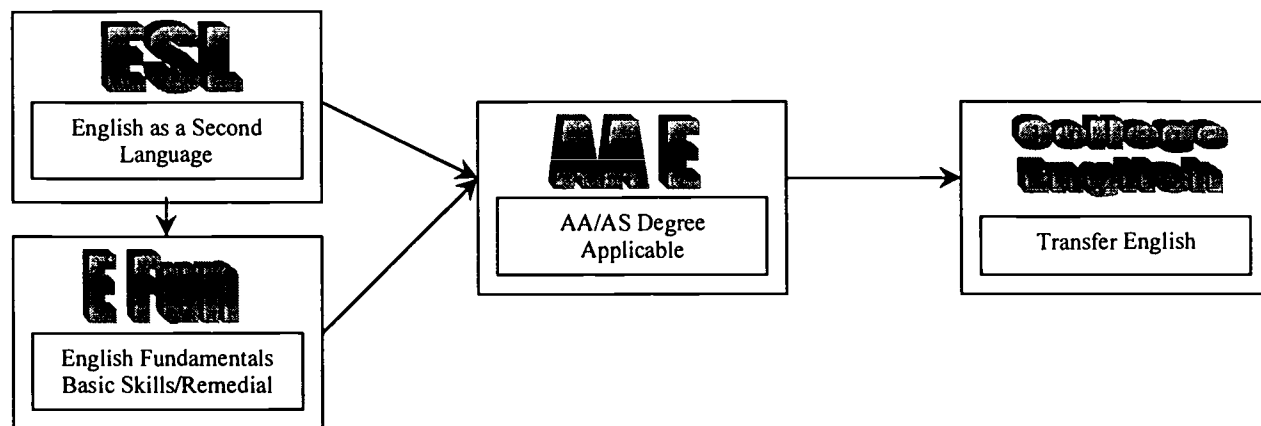 ESL
English as a Second
Language
E Fun
English Fundamentals
Basic Skills/Remedial
AA E
AA/AS Degree
Applicable
College
English
Transfer English